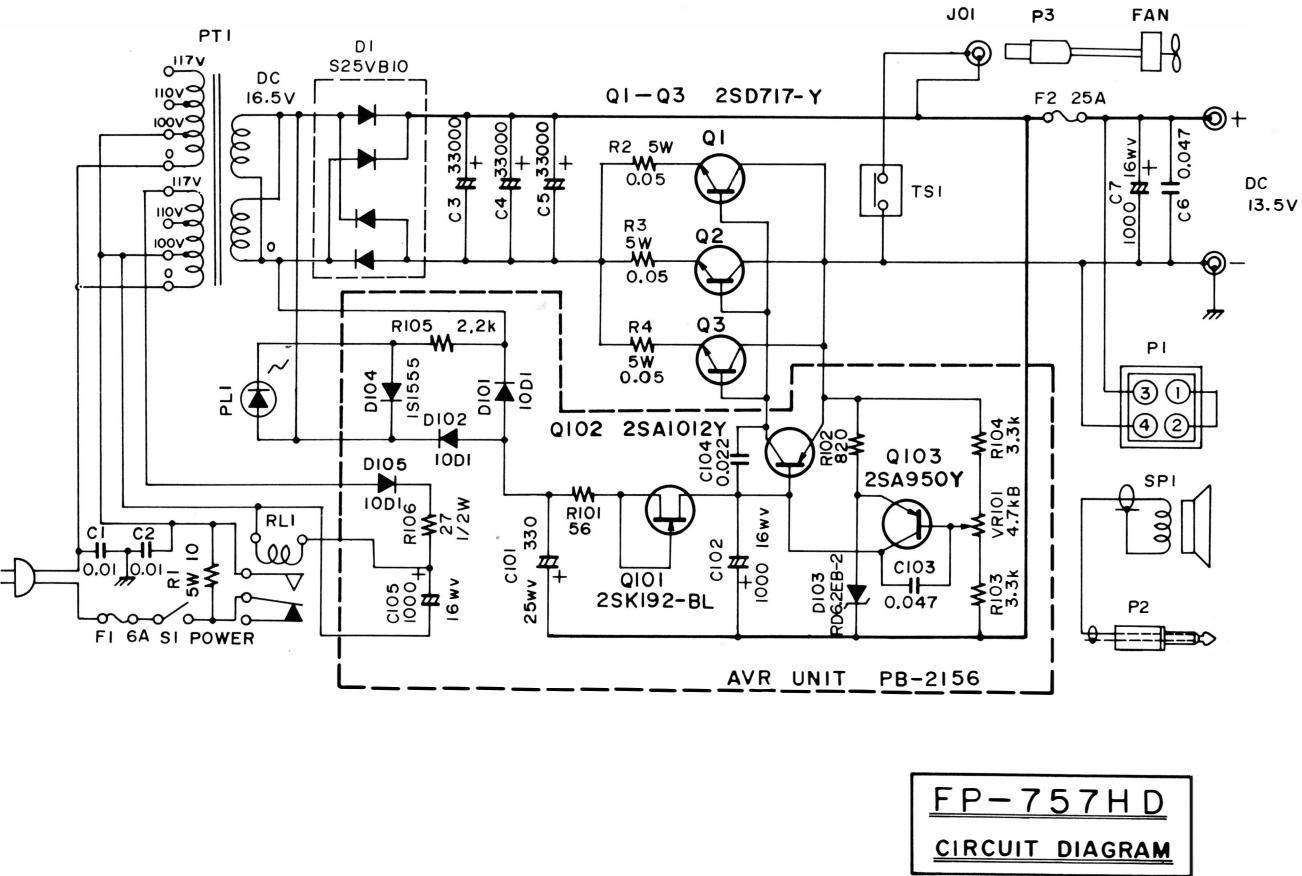 JO1
P3
FAN
PT1
D1
S25VB10
117V
110V
100V
0
DC
16.5V
Q1-Q3 2SD717-Y
F2 25A
+
C3 33000 +
C4 33000 +
C5 33000 +
R2 5W
0.05
Q1
TS1
C7
1000 16WV
+
C6 0.047
DC
13.5V
117V
110V
100V
0
0
R3
5W
0.05
Q2
−
R4
5W
0.05
Q3
R105 2,2k
PL1
D104
1S1555
D101
10D1
D102
10D1
Q102 2SA1012Y
P1
3
1
4
2
C104
0.022
R102
820
Q103
2SA950Y
R104
3.3k
VR101
4.7kB
R103
3.3k
D105
10D1
R106
27
1/2W
RL1
C1
0.01
C2
0.01
R1
5W 10
C105
1000
+
16WV
C101 330
25WV
+
R101
56
Q101
2SK192-BL
C102
1000 16WV
+
D103
RD6.2EB-2
C103
0.047
SP1
P2
F1 6A S1 POWER
AVR UNIT PB-2156
FP-757HD
CIRCUIT DIAGRAM